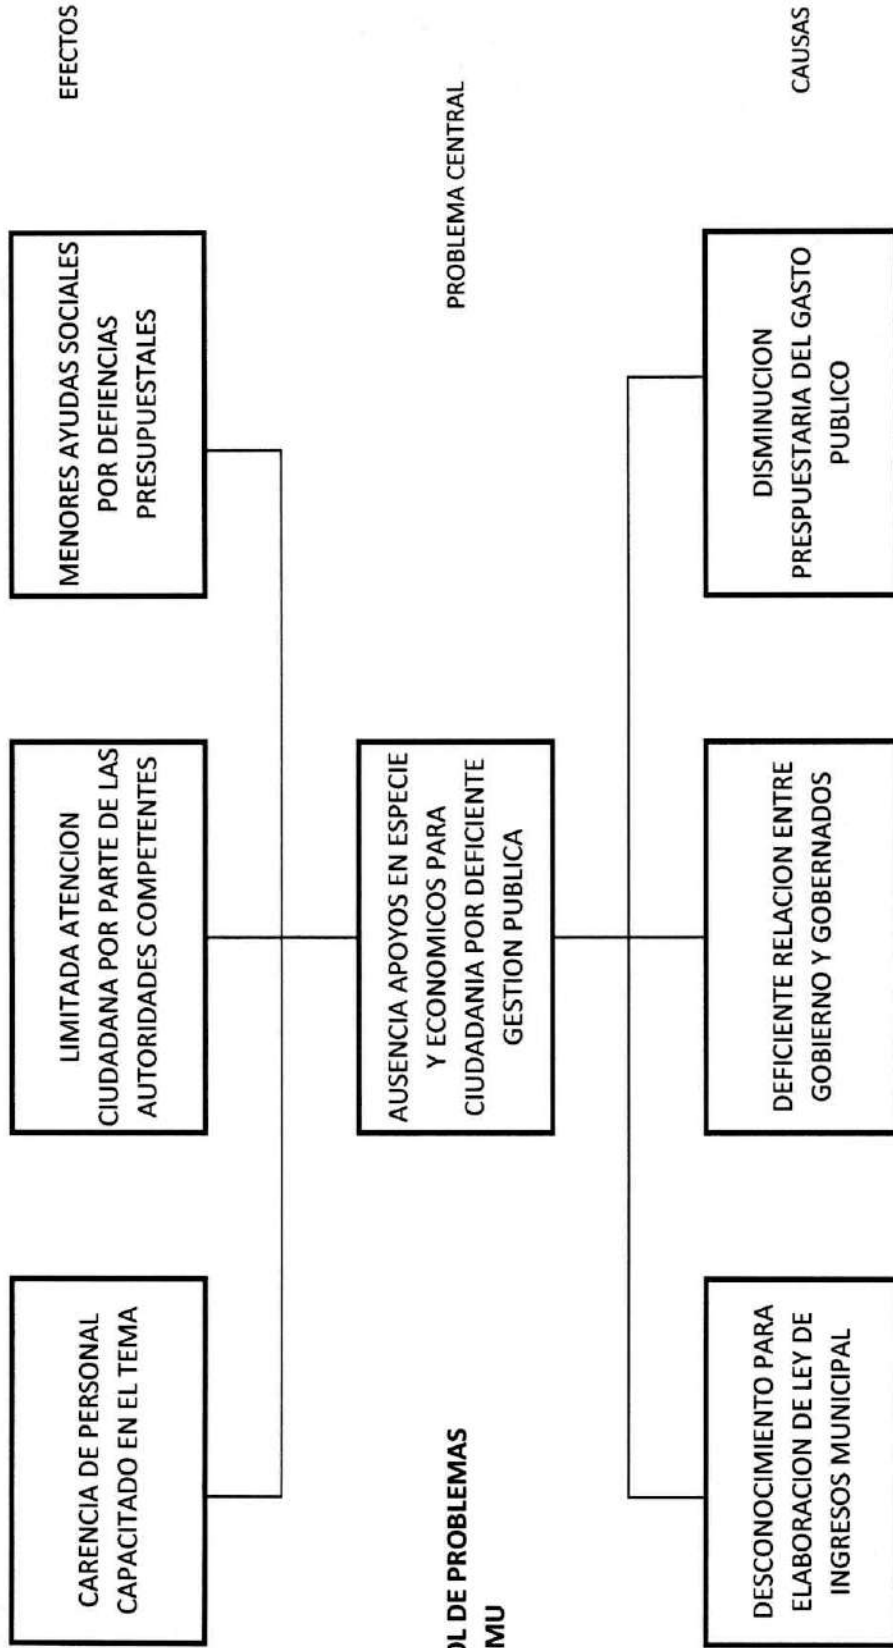 CARENCIA DE PERSONAL
CAPACITADO EN EL TEMA
LIMITADA ATENCION
CIUDADANA POR PARTE DE LAS
AUTORIDADES COMPETENTES
MENORES AYUDAS SOCIALES
POR DEFIENCIAS
PRESUPUESTALES
EFECTOS
OL DE PROBLEMAS
MU
AUSENCIA APOYOS EN ESPECIE
Y ECONOMICOS PARA
CIUDADANIA POR DEFICIENTE
GESTION PUBLICA
PROBLEMA CENTRAL
DESCONOCIMIENTO PARA
ELABORACION DE LEY DE
INGRESOS MUNICIPAL
DEFICIENTE RELACION ENTRE
GOBIERNO Y GOBERNADOS
DISMINUCION
PRESPUESTARIA DEL GASTO
PUBLICO
CAUSAS